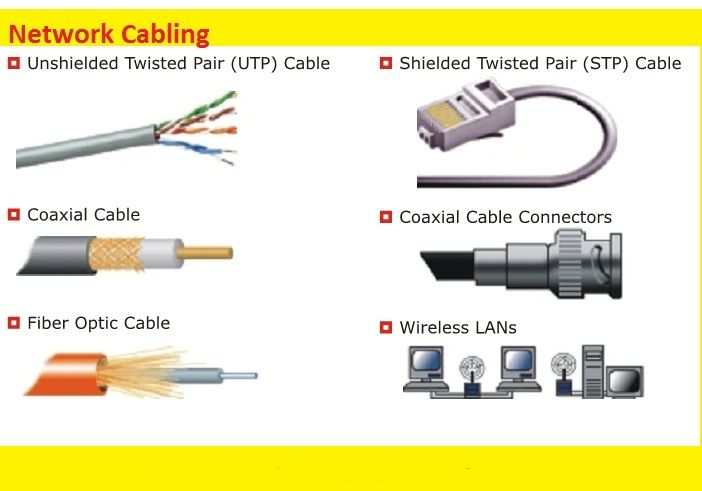 Network Cabling
Unshielded Twisted Pair (UTP) Cable
Shielded Twisted Pair (STP) Cable
Coaxial Cable
Coaxial Cable Connectors
Fiber Optic Cable
Wireless LANs